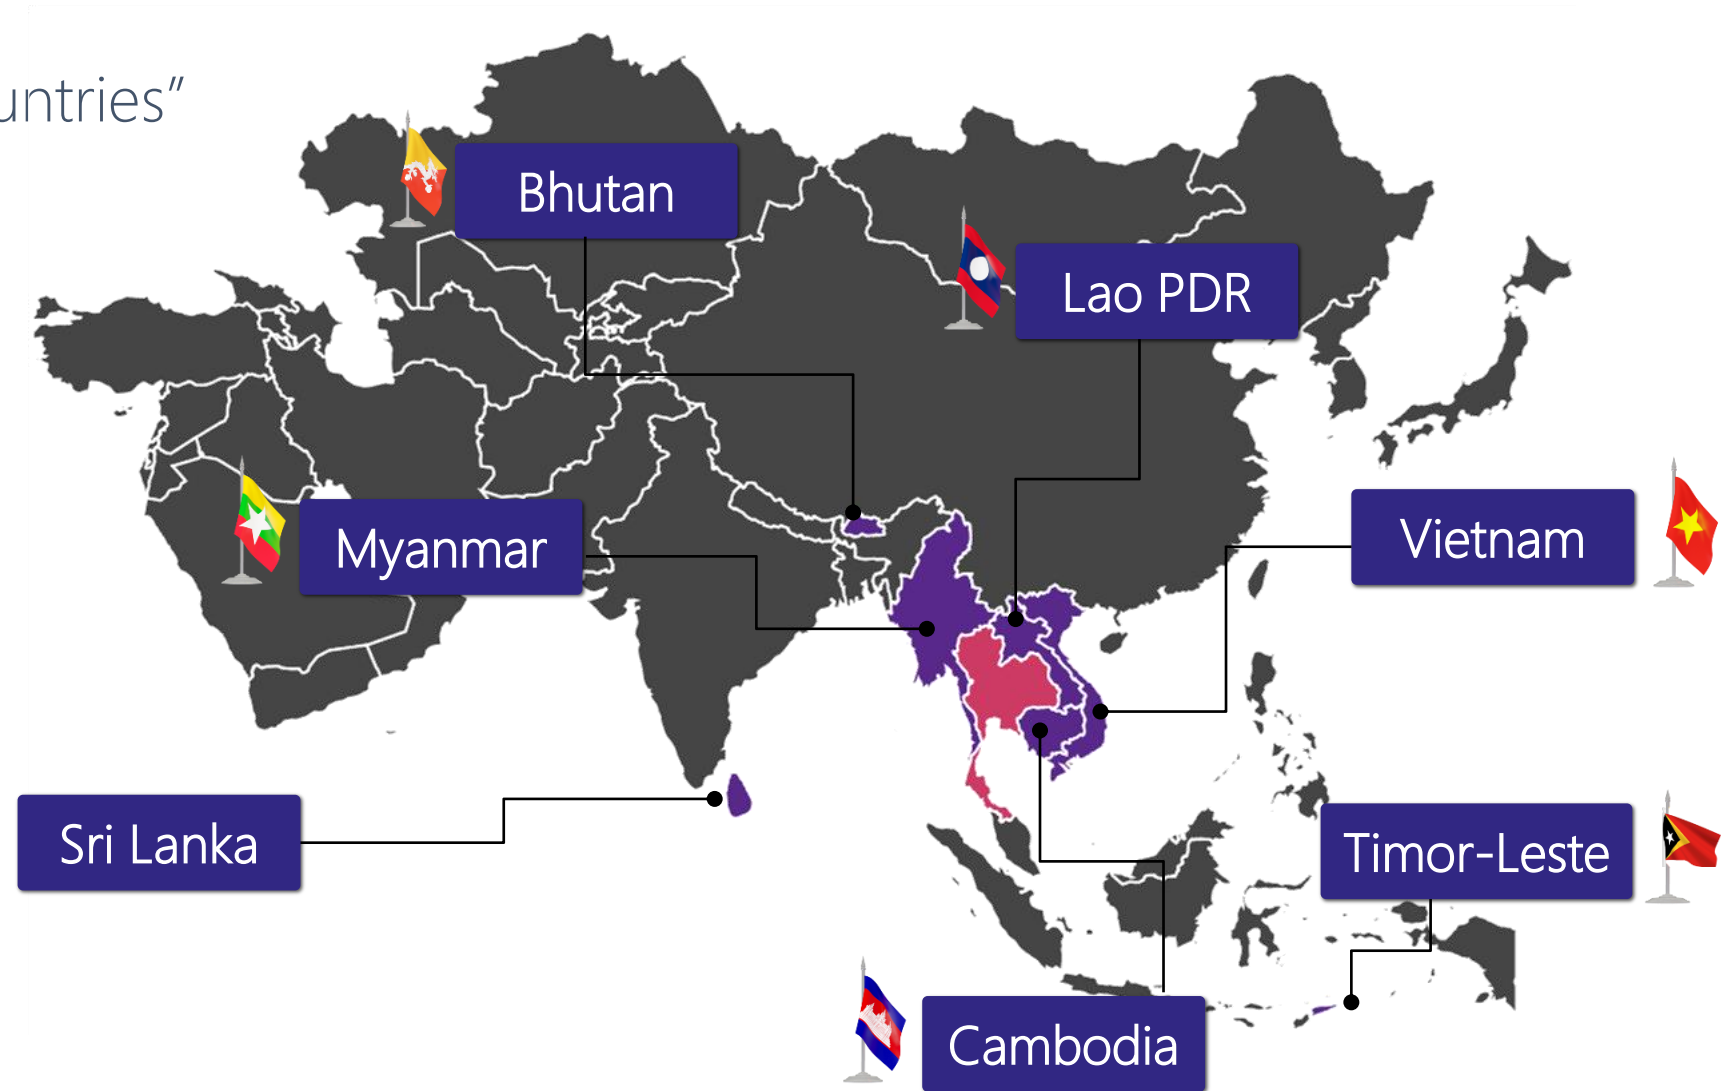 untries”
Bhutan
Lao PDR
Myanmar
Vietnam
Sri Lanka
Timor-Leste
Cambodia